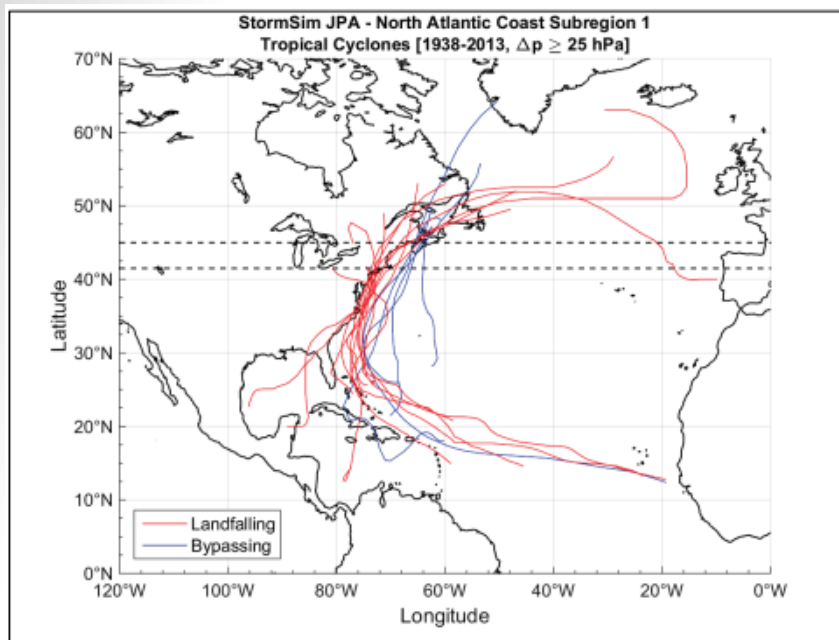 StormSim JPA - North Atlantic Coast Subregion 1
Tropical Cyclones [1938-2013, Δp ≥ 25 hPa]
70°N
60°N
50°N
40°N
30°N
20°N
10°N
0°N
Latitude
Landfalling
Bypassing
120°W 100°W 80°W 60°W 40°W 20°W 0°W
Longitude